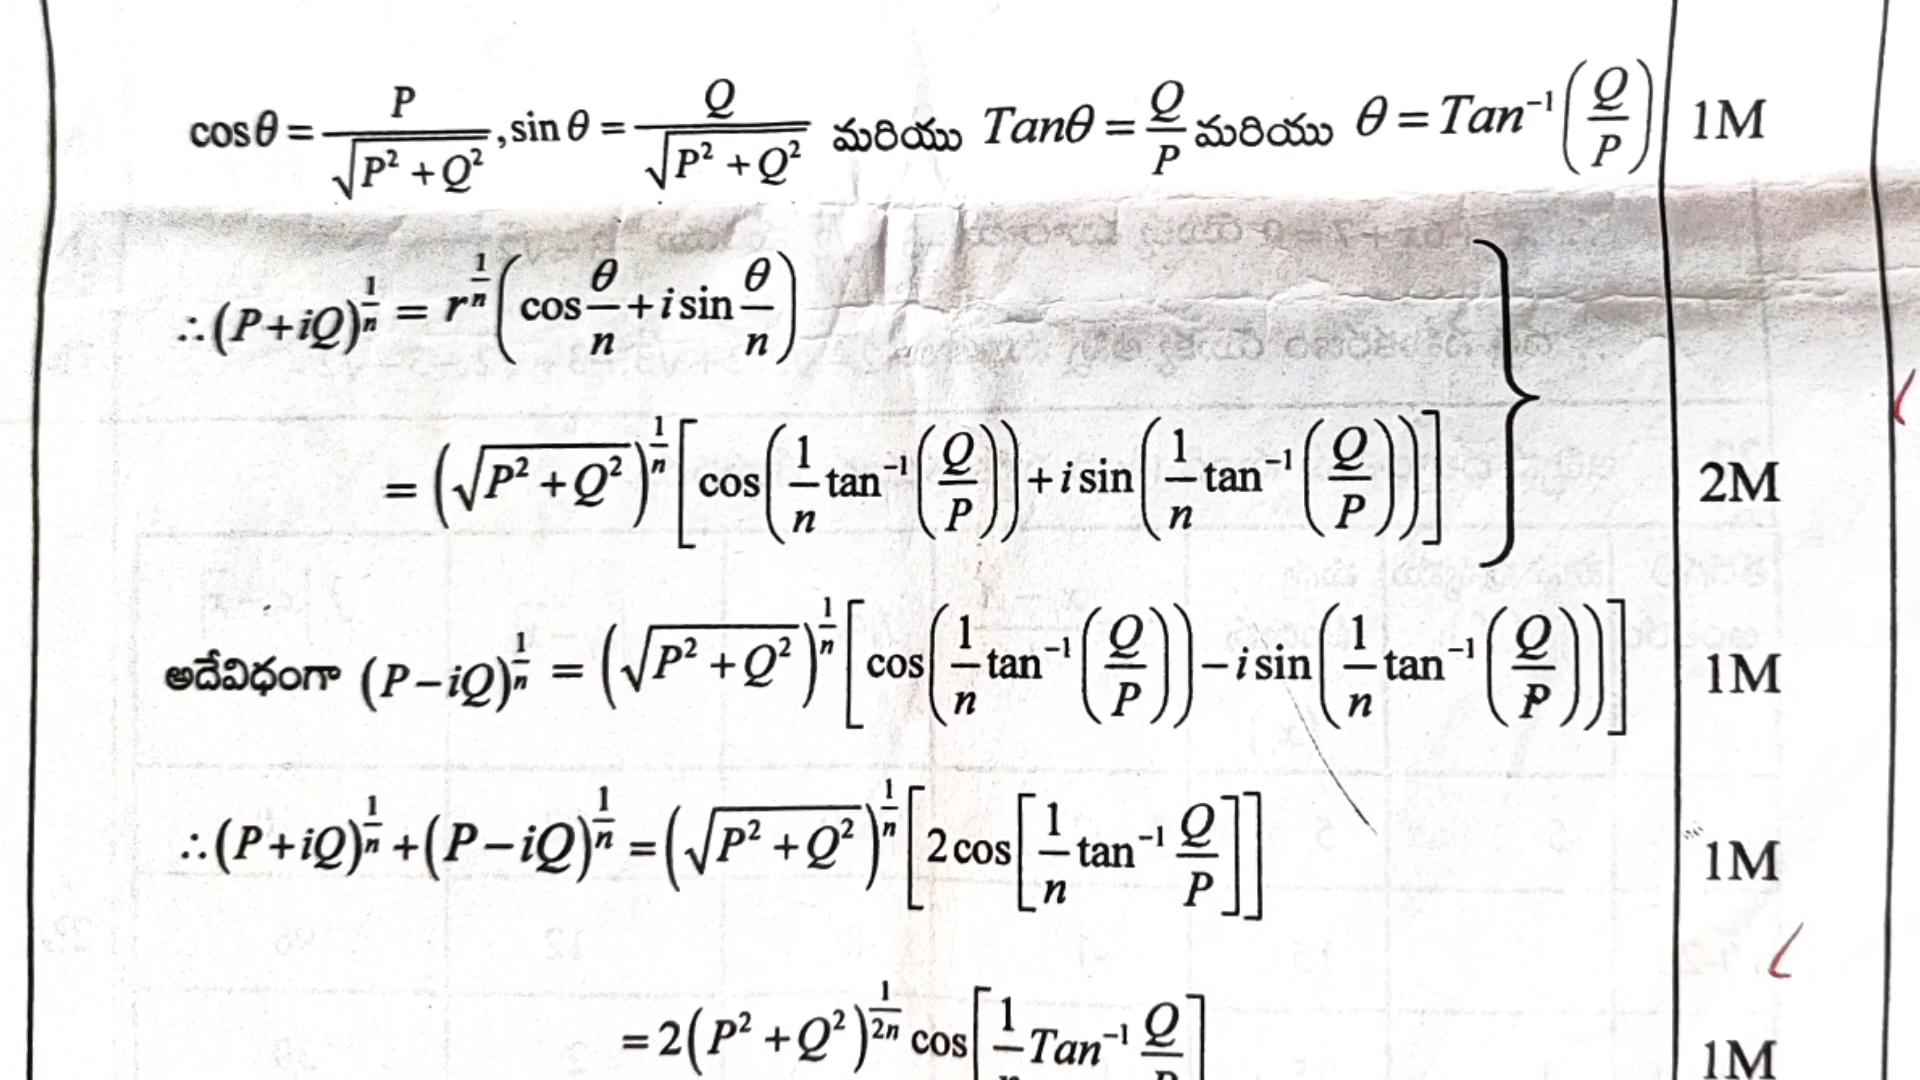 cosθ = P/√(P² + Q²), sinθ = Q/√(P² + Q²) మరియు Tanθ = Q/P మరియు θ = Tan⁻¹(Q/P) 1M
∴(P+iQ)^(1/n) = r^(1/n) (cos θ/n + i sin θ/n)
= (√(P² + Q²))^(1/n) [cos(1/n tan⁻¹(Q/P)) + i sin(1/n tan⁻¹(Q/P))] 2M
అదేవిధంగా (P−iQ)^(1/n) = (√(P² + Q²))^(1/n) [cos(1/n tan⁻¹(Q/P)) − i sin(1/n tan⁻¹(Q/P))] 1M
∴(P+iQ)^(1/n) + (P−iQ)^(1/n) = (√(P² + Q²))^(1/n) [2cos[1/n tan⁻¹ Q/P]] 1M
= 2(P² + Q²)^(1/2n) cos[1/n Tan⁻¹ Q/P] 1M